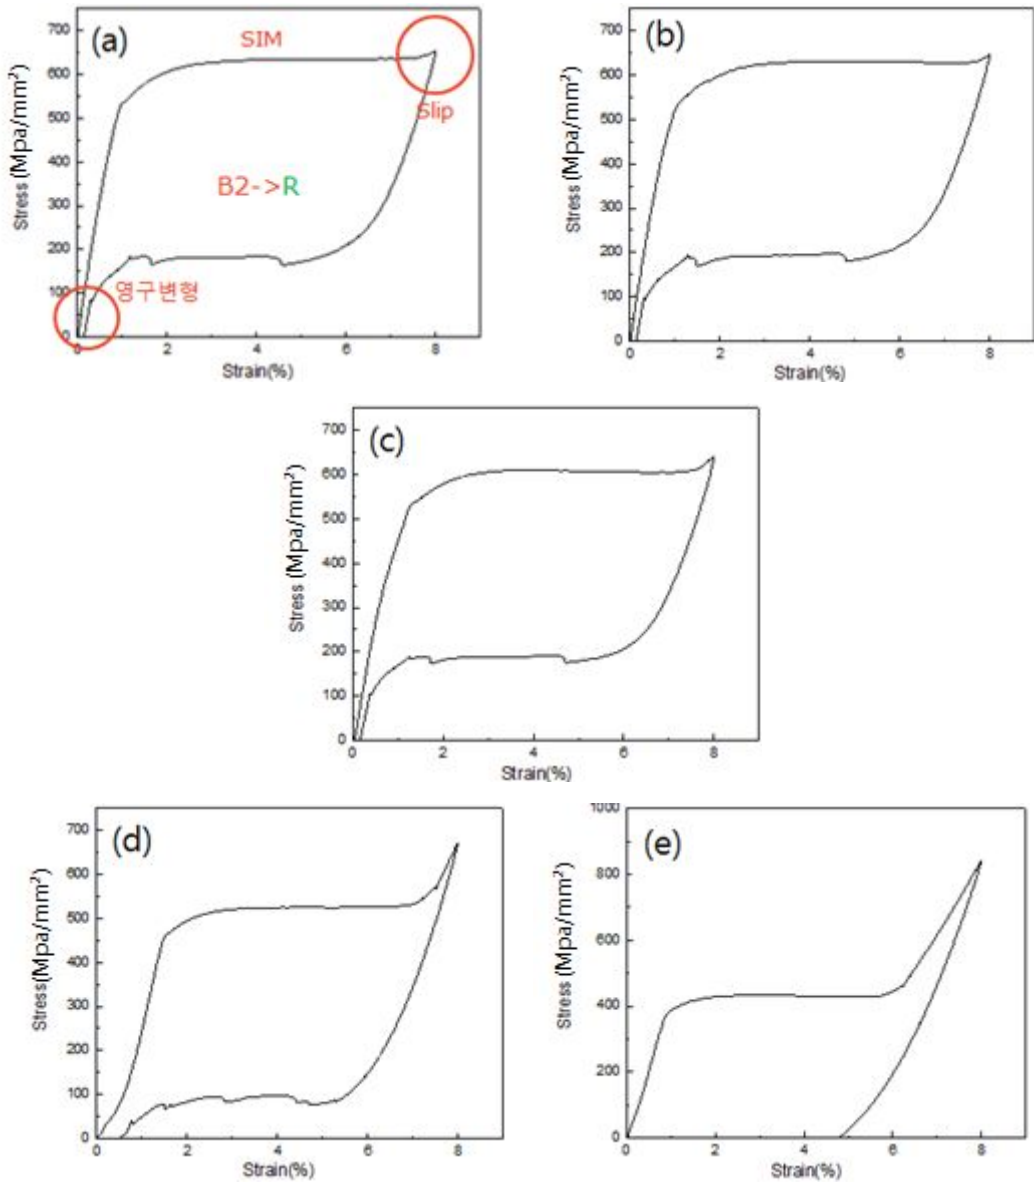 (a)
SIM
Slip
B2->R
영구변형
Stress (Mpa/mm²)
700
600
500
400
300
200
100
0
0 2 4 6 8
Strain(%)
(b)
Stress (Mpa/mm²)
700
600
500
400
300
200
100
0
0 2 4 6 8
Strain(%)
(c)
Stress (Mpa/mm²)
700
600
500
400
300
200
100
0
0 2 4 6 8
Strain(%)
(d)
Stress(Mpa/mm²)
700
600
500
400
300
200
100
0
0 2 4 6 8
Strain(%)
(e)
Stress (Mpa/mm²)
1000
800
600
400
200
0
0 2 4 6 8
Strain(%)